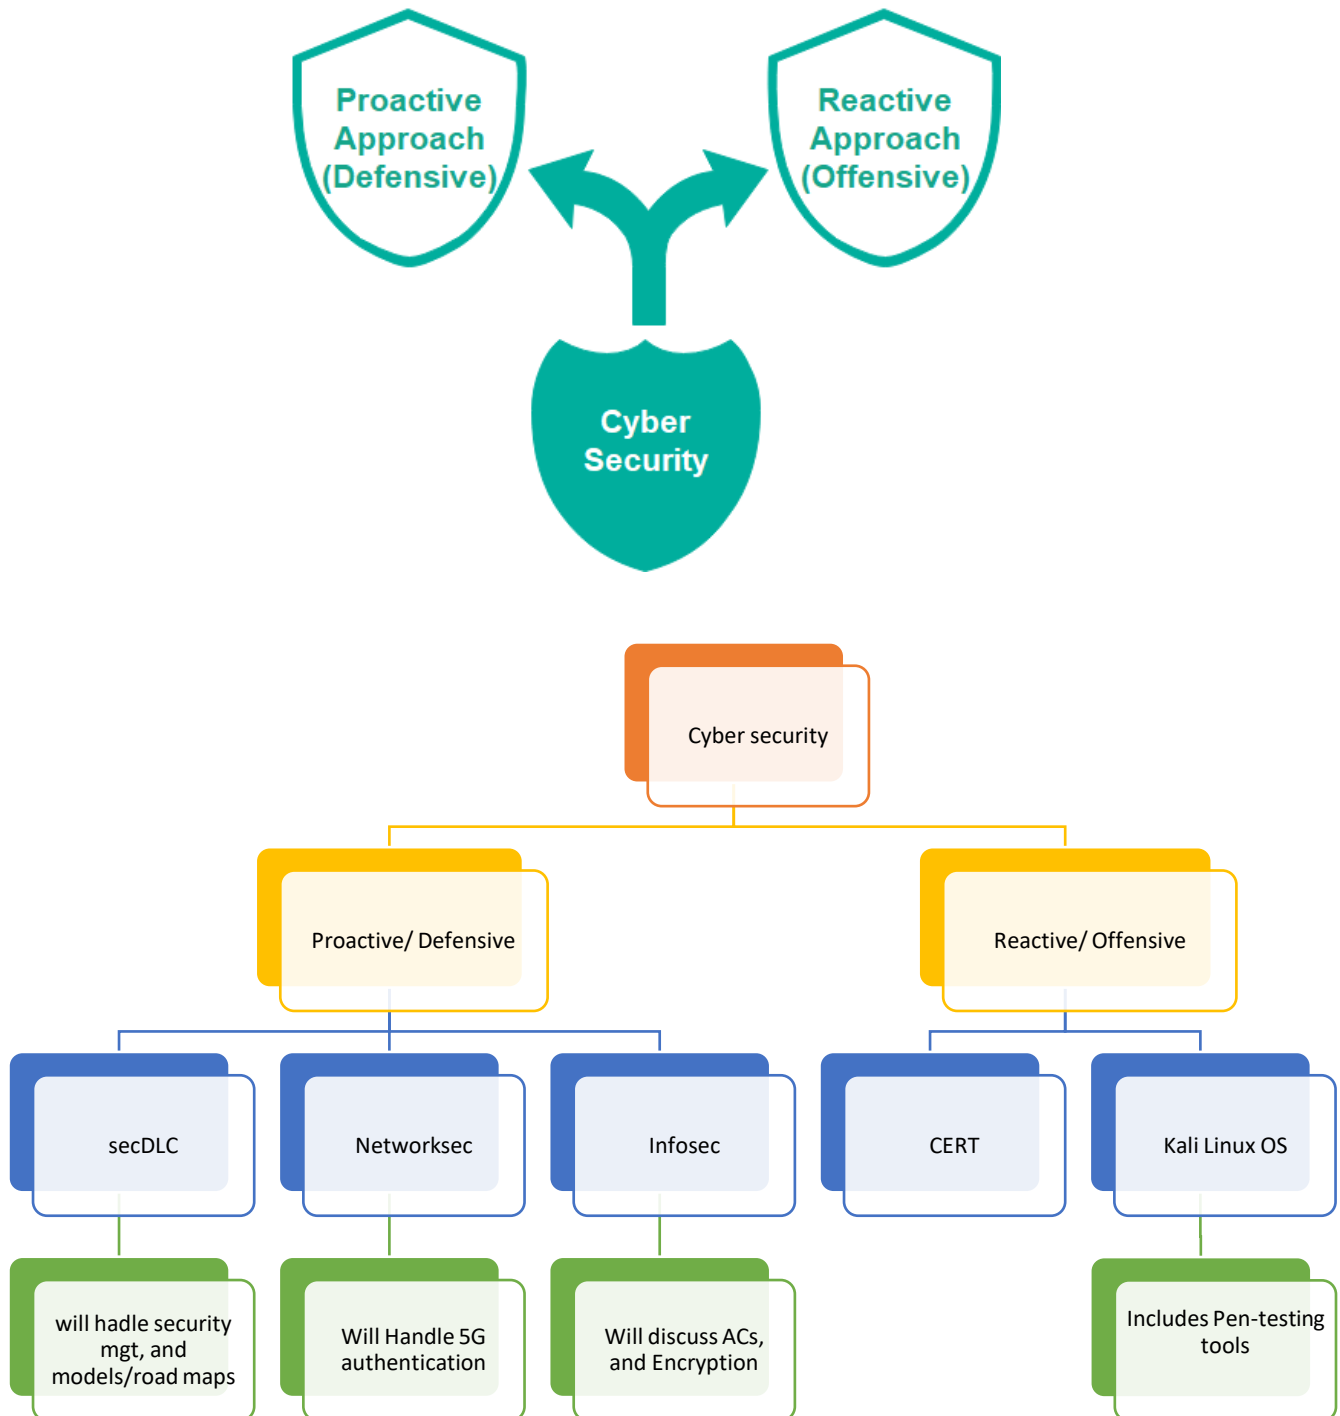 Proactive
Approach
(Defensive)
Reactive
Approach
(Offensive)
Cyber
Security
Cyber security
Proactive/ Defensive
Reactive/ Offensive
secDLC
Networksec
Infosec
CERT
Kali Linux OS
will hadle security
mgt, and
models/road maps
Will Handle 5G
authentication
Will discuss ACs,
and Encryption
Includes Pen-testing
tools